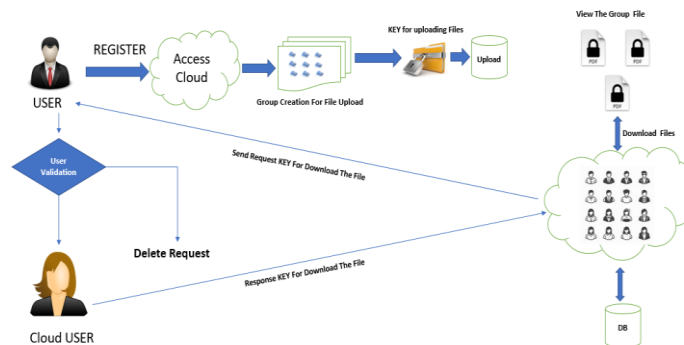 View The Group File
REGISTER
Access
Cloud
KEY for uploading Files
Upload
PDF
PDF
Group Creation For File Upload
USER
PDF
Download Files
User
Validation
Send Request KEY For Download The File
Delete Request
Response KEY For Download The File
Cloud USER
DB